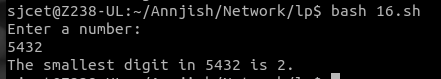 sjcet@Z238-UL:~/Annjish/Network/lp$ bash 16.sh
Enter a number:
5432
The smallest digit in 5432 is 2.